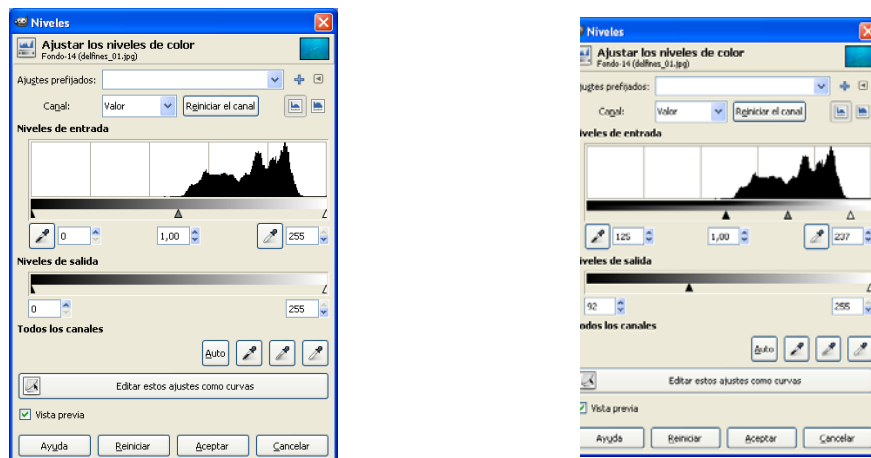 Niveles
Ajustar los niveles de color
Fondo-14 (delfines_01.jpg)
Ajustes prefijados:
Canal: Valor Reiniciar el canal
Niveles de entrada
0 1,00 255
Niveles de salida
0 255
Todos los canales
Auto
Editar estos ajustes como curvas
Vista previa
Ayuda Reiniciar Aceptar Cancelar
Niveles
Ajustar los niveles de color
Fondo-14 (delfines_01.jpg)
justes prefijados:
Canal: Valor Reiniciar el canal
iveles de entrada
125 1,00 237
iveles de salida
92 255
odos los canales
Auto
Editar estos ajustes como curvas
Vista previa
Ayuda Reiniciar Aceptar Cancelar